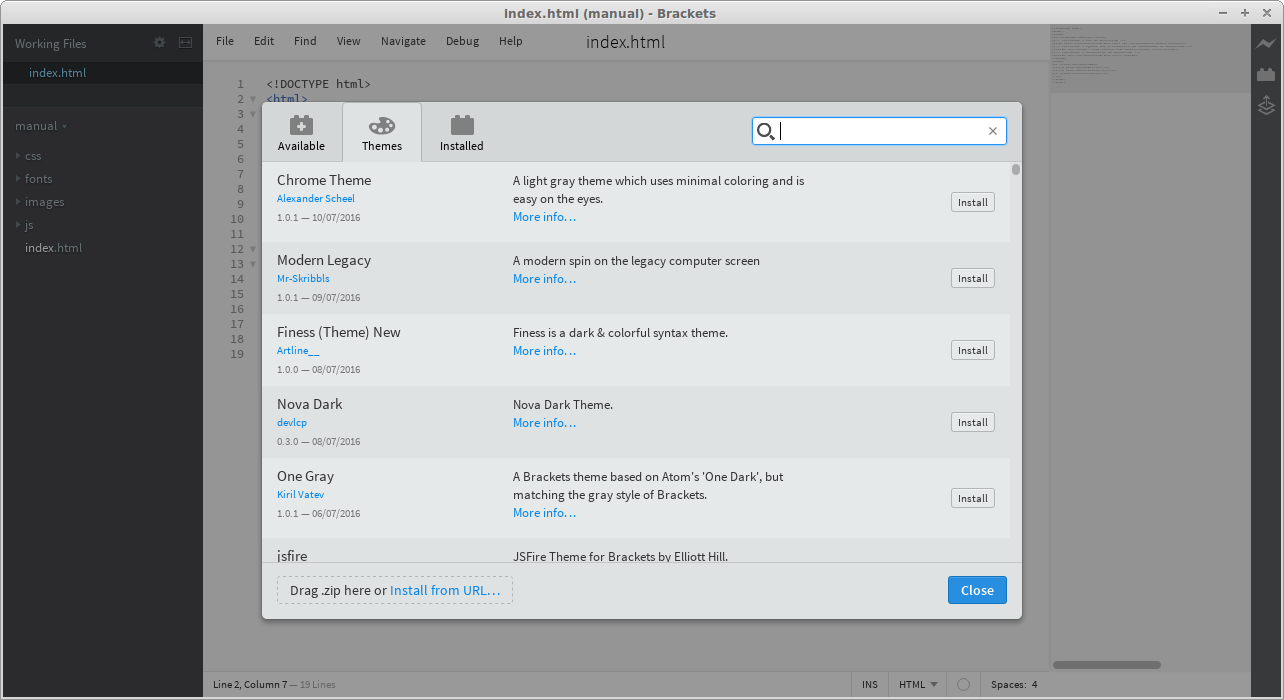 index.html (manual) - Brackets
Working Files
index.html
manual
css
fonts
images
js
index.html
File Edit Find View Navigate Debug Help
index.html
1 <!DOCTYPE html>
2 <html>
3
4
5
6
7
8
9
10
11
12
13
14
15
16
17
18
19
Available
Themes
Installed
Chrome Theme
Alexander Scheel
1.0.1 — 10/07/2016
A light gray theme which uses minimal coloring and is
easy on the eyes.
More info...
Install
Modern Legacy
Mr-Skribbls
1.0.1 — 09/07/2016
A modern spin on the legacy computer screen
More info...
Install
Finess (Theme) New
Artline__
1.0.0 — 08/07/2016
Finess is a dark & colorful syntax theme.
More info...
Install
Nova Dark
devlcp
0.3.0 — 08/07/2016
Nova Dark Theme.
More info...
Install
One Gray
Kiril Vatev
1.0.1 — 06/07/2016
A Brackets theme based on Atom's 'One Dark', but
matching the gray style of Brackets.
More info...
Install
jsfire
JSFire Theme for Brackets by Elliott Hill.
Drag .zip here or Install from URL...
Close
Line 2, Column 7 — 19 Lines
INS
HTML
Spaces: 4